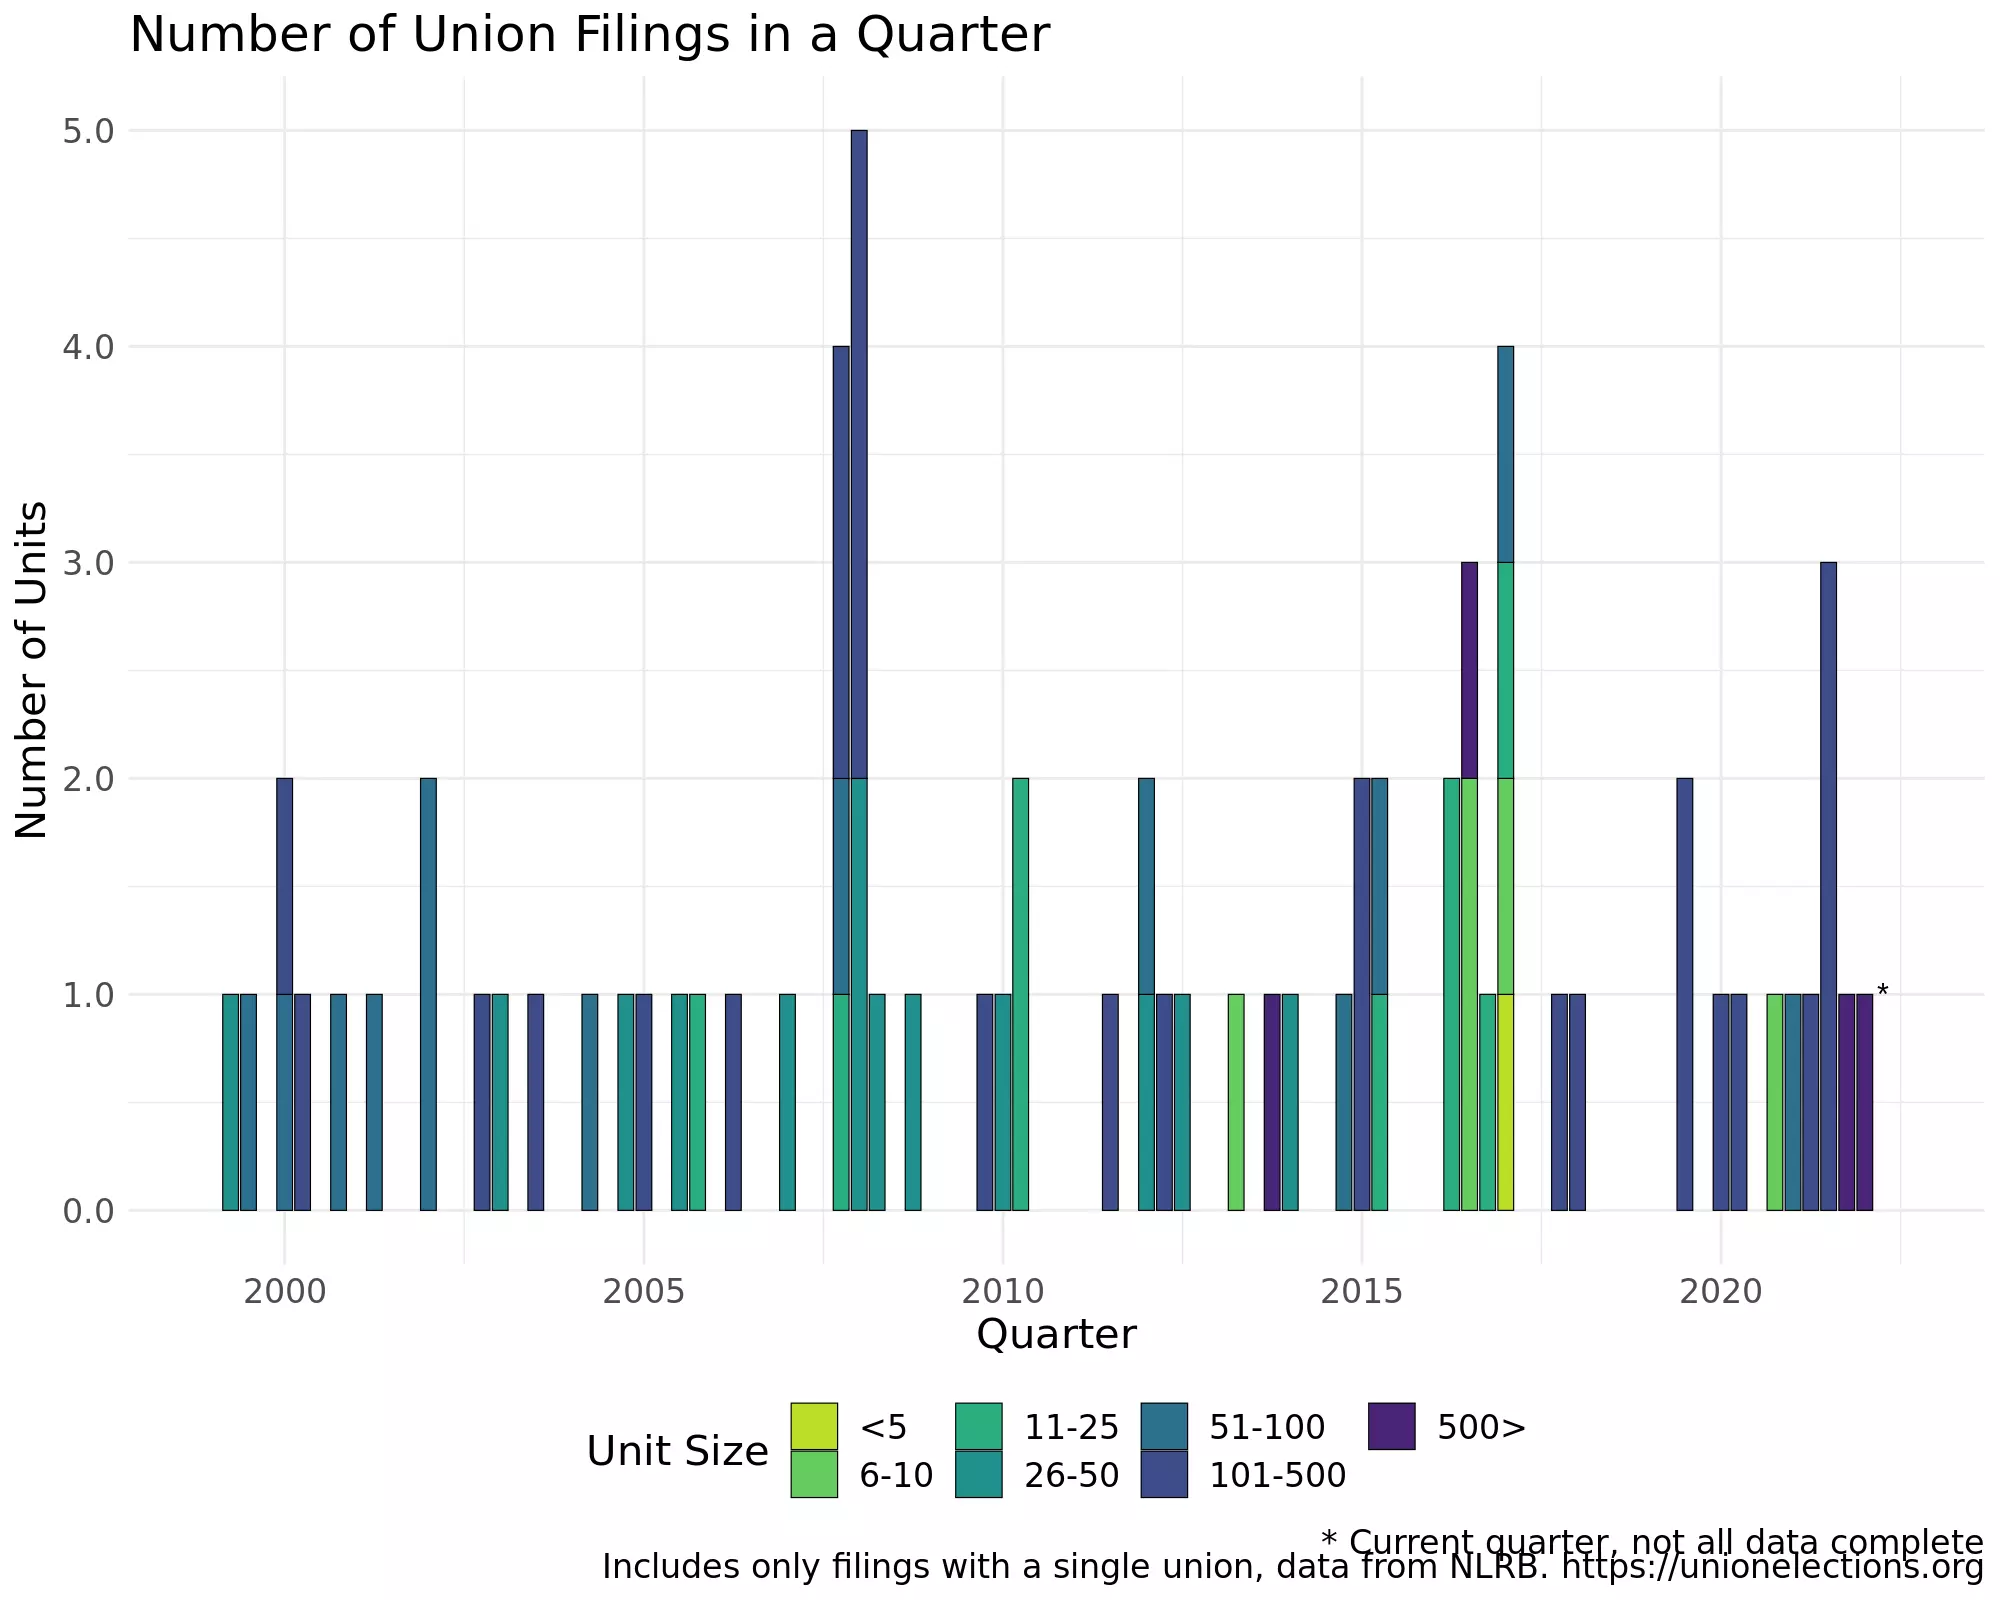 Number of Union Filings in a Quarter
5.0
4.0
3.0
2.0
1.0
0.0
Number of Units
*
2000 2005 2010 2015 2020
Quarter
Unit Size
<5 11-25 51-100 500>
6-10 26-50 101-500
* Current quarter, not all data complete
Includes only filings with a single union, data from NLRB. https://unionelections.org